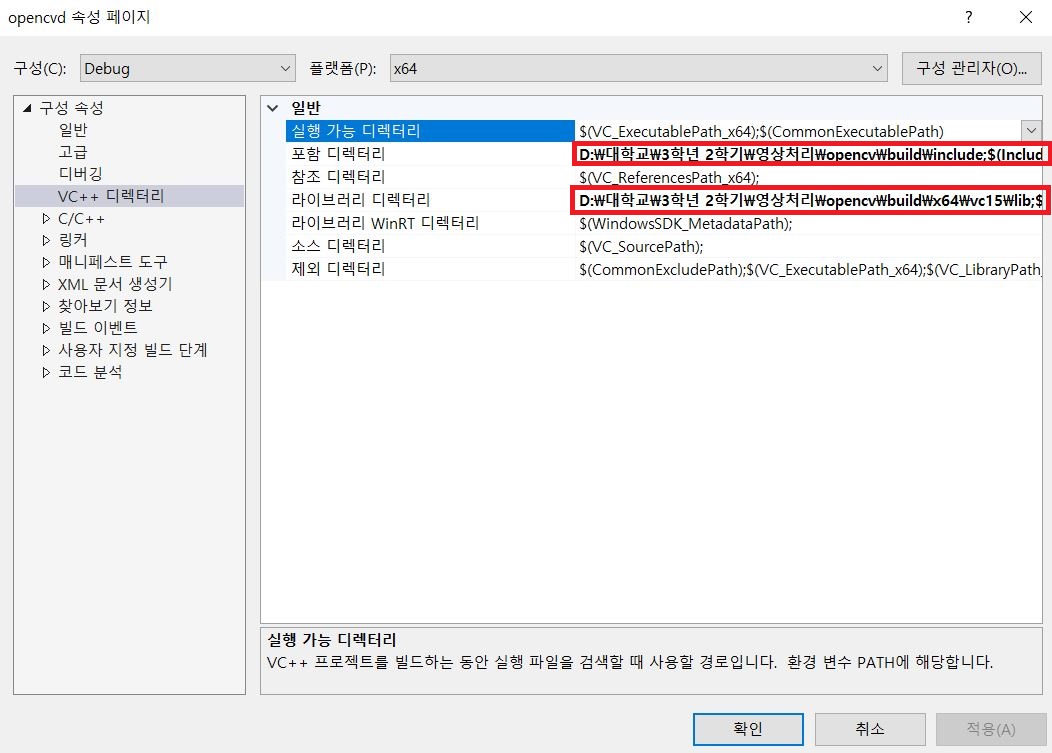 opencvd 속성 페이지
구성(C): Debug 플랫폼(P): x64 구성 관리자(O)...
구성 속성
일반
고급
디버깅
VC++ 디렉터리
C/C++
링커
매니페스트 도구
XML 문서 생성기
찾아보기 정보
빌드 이벤트
사용자 지정 빌드 단계
코드 분석
일반
실행 가능 디렉터리 $(VC_ExecutablePath_x64);$(CommonExecutablePath)
포함 디렉터리 D:₩대학교₩3학년 2학기₩영상처리₩opencv₩build₩include;$(Includ
참조 디렉터리 $(VC_ReferencesPath_x64);
라이브러리 디렉터리 D:₩대학교₩3학년 2학기₩영상처리₩opencv₩build₩x64₩vc15₩lib;$
라이브러리 WinRT 디렉터리 $(WindowsSDK_MetadataPath);
소스 디렉터리 $(VC_SourcePath);
제외 디렉터리 $(CommonExcludePath);$(VC_ExecutablePath_x64);$(VC_LibraryPath_
실행 가능 디렉터리
VC++ 프로젝트를 빌드하는 동안 실행 파일을 검색할 때 사용할 경로입니다. 환경 변수 PATH에 해당합니다.
확인 취소 적용(A)